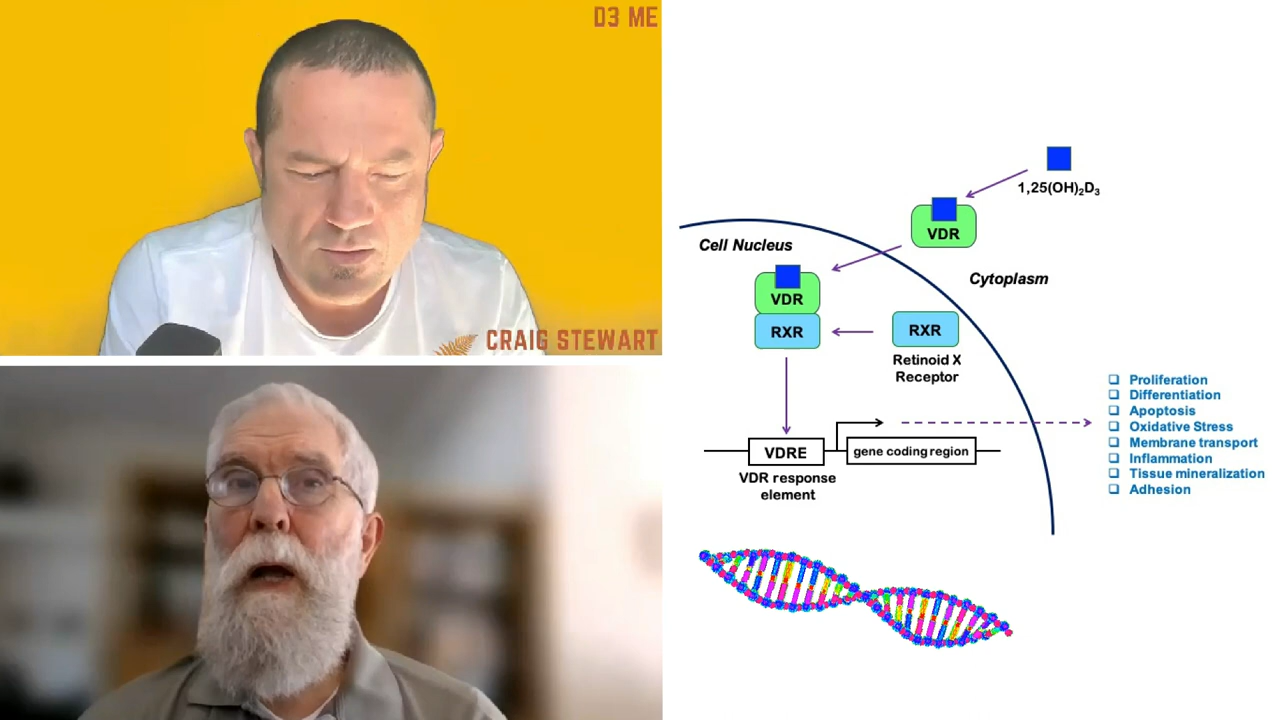 D3 ME
CRAIG STEWART
1,25(OH)₂D₃
VDR
Cell Nucleus
Cytoplasm
VDR
RXR
RXR
Retinoid X
Receptor
Proliferation
Differentiation
Apoptosis
Oxidative Stress
Membrane transport
Inflammation
Tissue mineralization
Adhesion
VDRE
gene coding region
VDR response
element